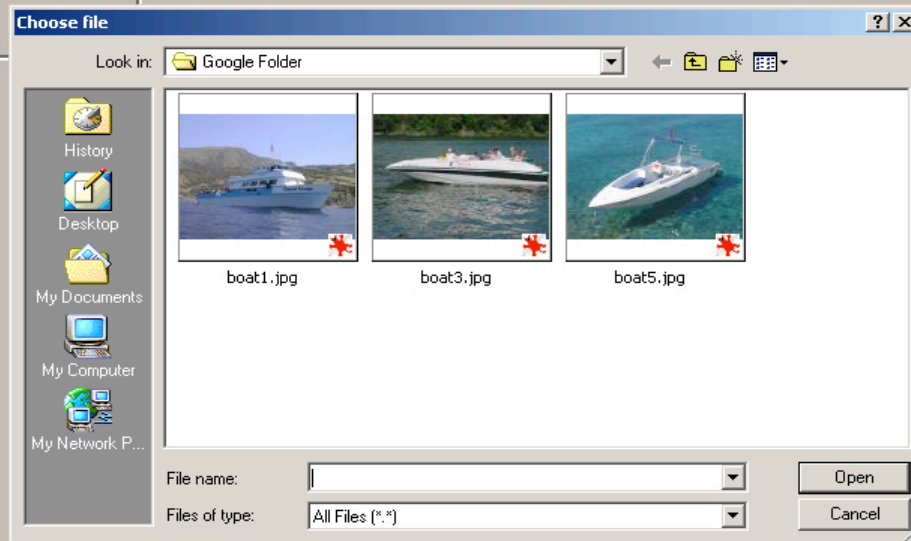 Choose file
Look in: Google Folder
History
Desktop
My Documents
My Computer
My Network P...
boat1.jpg boat3.jpg boat5.jpg
File name: Open
Files of type: All Files (*.*) Cancel